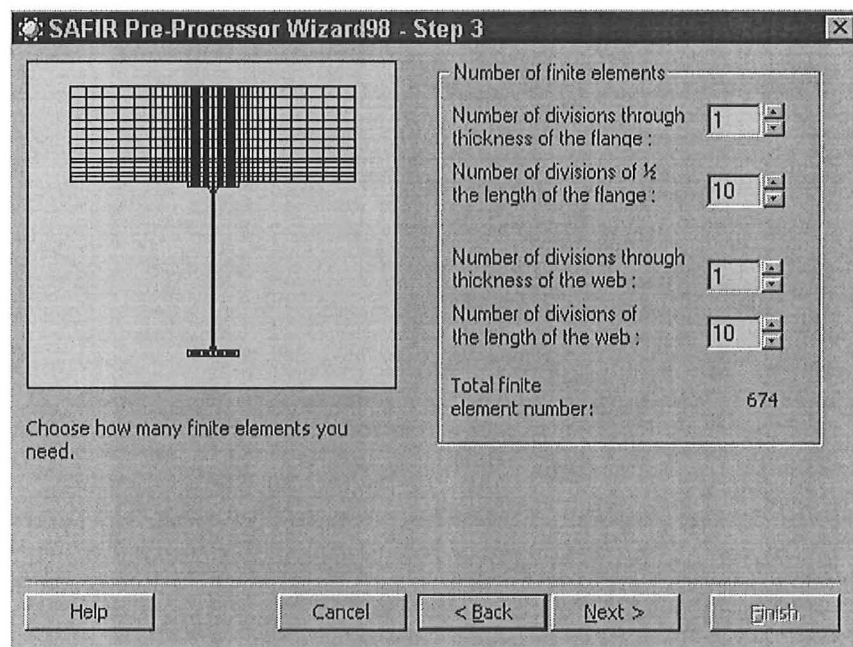 SAFIR Pre-Processor Wizard98 - Step 3
Number of finite elements
Number of divisions through
thickness of the flange :
1
Number of divisions of ½
the length of the flange :
10
Number of divisions through
thickness of the web :
1
Number of divisions of
the length of the web :
10
Total finite
element number:
674
Choose how many finite elements you
need.
Help
Cancel
< Back
Next >
Finish